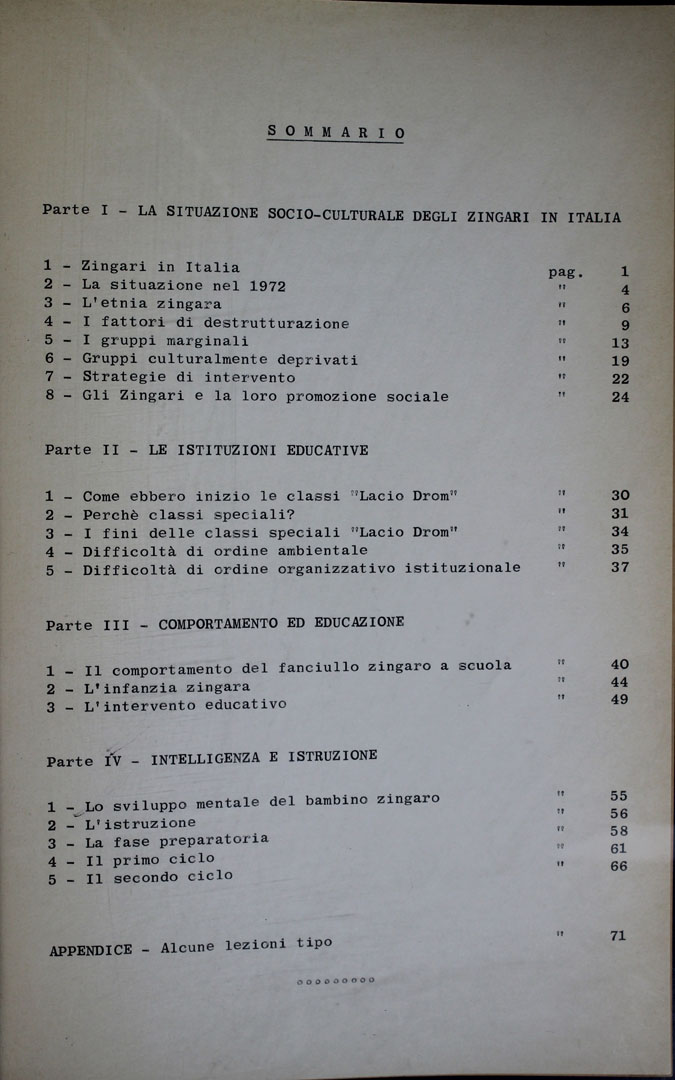 S O M M A R I O
Parte I - LA SITUAZIONE SOCIO-CULTURALE DEGLI ZINGARI IN ITALIA
1 - Zingari in Italia pag. 1
2 - La situazione nel 1972 " 4
3 - L'etnia zingara " 6
4 - I fattori di destrutturazione " 9
5 - I gruppi marginali " 13
6 - Gruppi culturalmente deprivati " 19
7 - Strategie di intervento " 22
8 - Gli Zingari e la loro promozione sociale " 24
Parte II - LE ISTITUZIONI EDUCATIVE
1 - Come ebbero inizio le classi "Lacio Drom" " 30
2 - Perchè classi speciali? " 31
3 - I fini delle classi speciali "Lacio Drom" " 34
4 - Difficoltà di ordine ambientale " 35
5 - Difficoltà di ordine organizzativo istituzionale " 37
Parte III - COMPORTAMENTO ED EDUCAZIONE
1 - Il comportamento del fanciullo zingaro a scuola " 40
2 - L'infanzia zingara " 44
3 - L'intervento educativo " 49
Parte IV - INTELLIGENZA E ISTRUZIONE
1 - Lo sviluppo mentale del bambino zingaro " 55
2 - L'istruzione " 56
3 - La fase preparatoria " 58
4 - Il primo ciclo " 61
5 - Il secondo ciclo " 66
APPENDICE - Alcune lezioni tipo " 71
ooooooooo